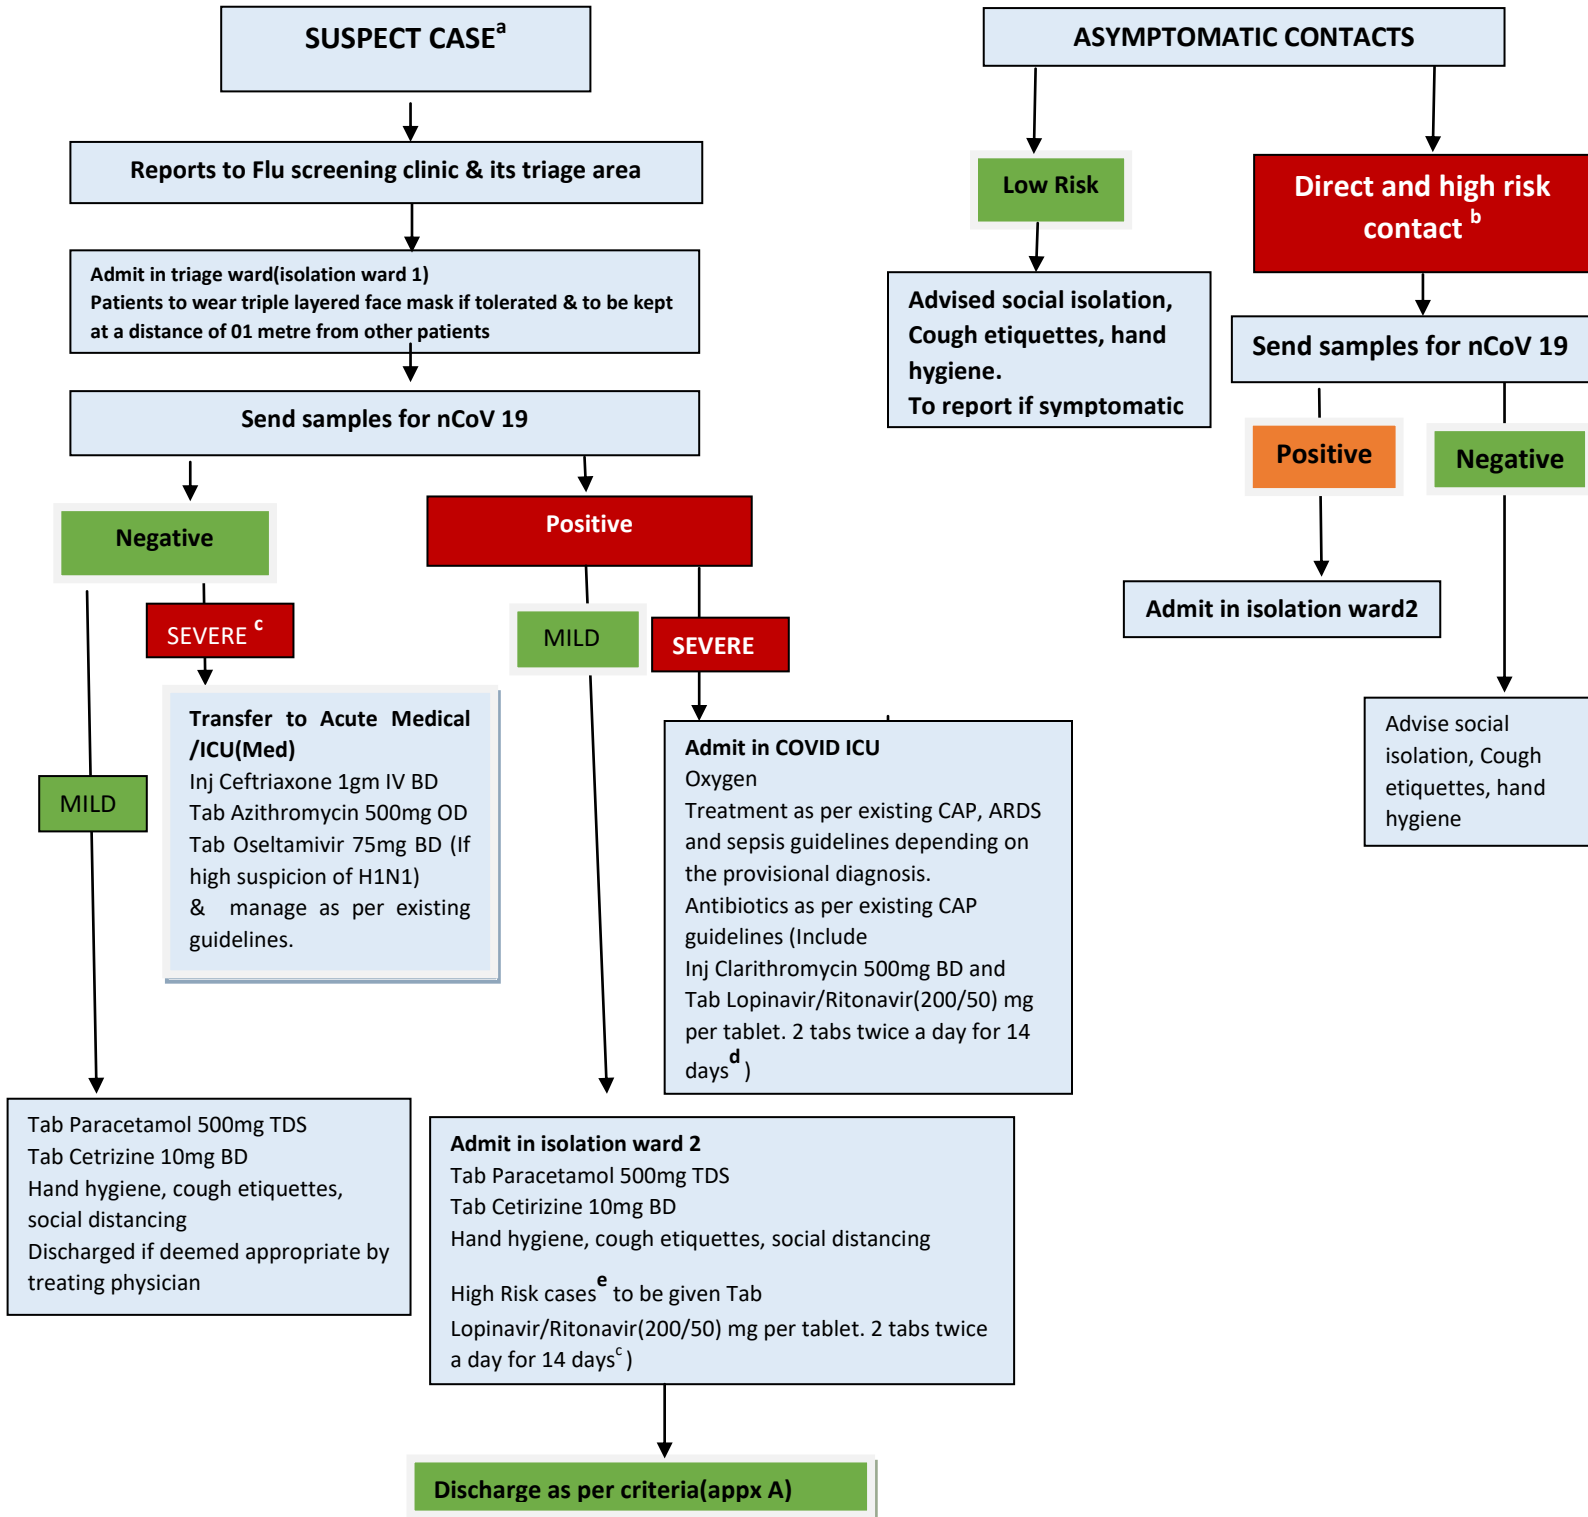 SUSPECT CASE a
Reports to Flu screening clinic & its triage area
Admit in triage ward(isolation ward 1)
Patients to wear triple layered face mask if tolerated & to be kept
at a distance of 01 metre from other patients
Send samples for nCoV 19
Negative
Positive
SEVERE c
MILD
SEVERE
MILD
Transfer to Acute Medical
/ICU(Med)
Inj Ceftriaxone 1gm IV BD
Tab Azithromycin 500mg OD
Tab Oseltamivir 75mg BD (If
high suspicion of H1N1)
& manage as per existing
guidelines.
Admit in COVID ICU
Oxygen
Treatment as per existing CAP, ARDS
and sepsis guidelines depending on
the provisional diagnosis.
Antibiotics as per existing CAP
guidelines (Include
Inj Clarithromycin 500mg BD and
Tab Lopinavir/Ritonavir(200/50) mg
per tablet. 2 tabs twice a day for 14
days d )
Tab Paracetamol 500mg TDS
Tab Cetrizine 10mg BD
Hand hygiene, cough etiquettes,
social distancing
Discharged if deemed appropriate by
treating physician
Admit in isolation ward 2
Tab Paracetamol 500mg TDS
Tab Cetirizine 10mg BD
Hand hygiene, cough etiquettes, social distancing
High Risk cases e to be given Tab
Lopinavir/Ritonavir(200/50) mg per tablet. 2 tabs twice
a day for 14 days c )
Discharge as per criteria(appx A)
ASYMPTOMATIC CONTACTS
Low Risk
Direct and high risk
contact b
Advised social isolation,
Cough etiquettes, hand
hygiene.
To report if symptomatic
Send samples for nCoV 19
Positive
Negative
Admit in isolation ward2
Advise social
isolation, Cough
etiquettes, hand
hygiene